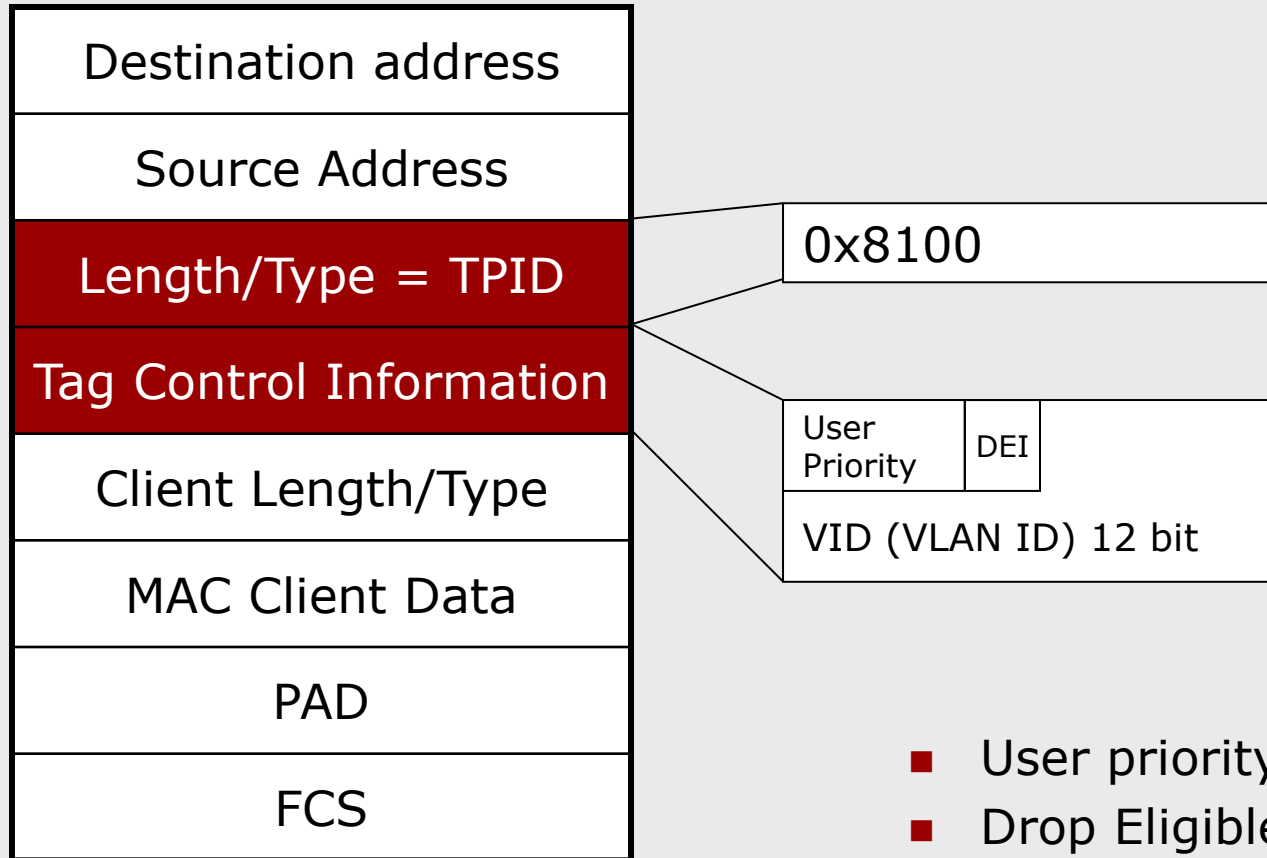 Destination address
Source Address
Length/Type = TPID
0x8100
Tag Control Information
User
Priority
DEI
VID (VLAN ID) 12 bit
Client Length/Type
MAC Client Data
PAD
FCS
User priority
Drop Eligible